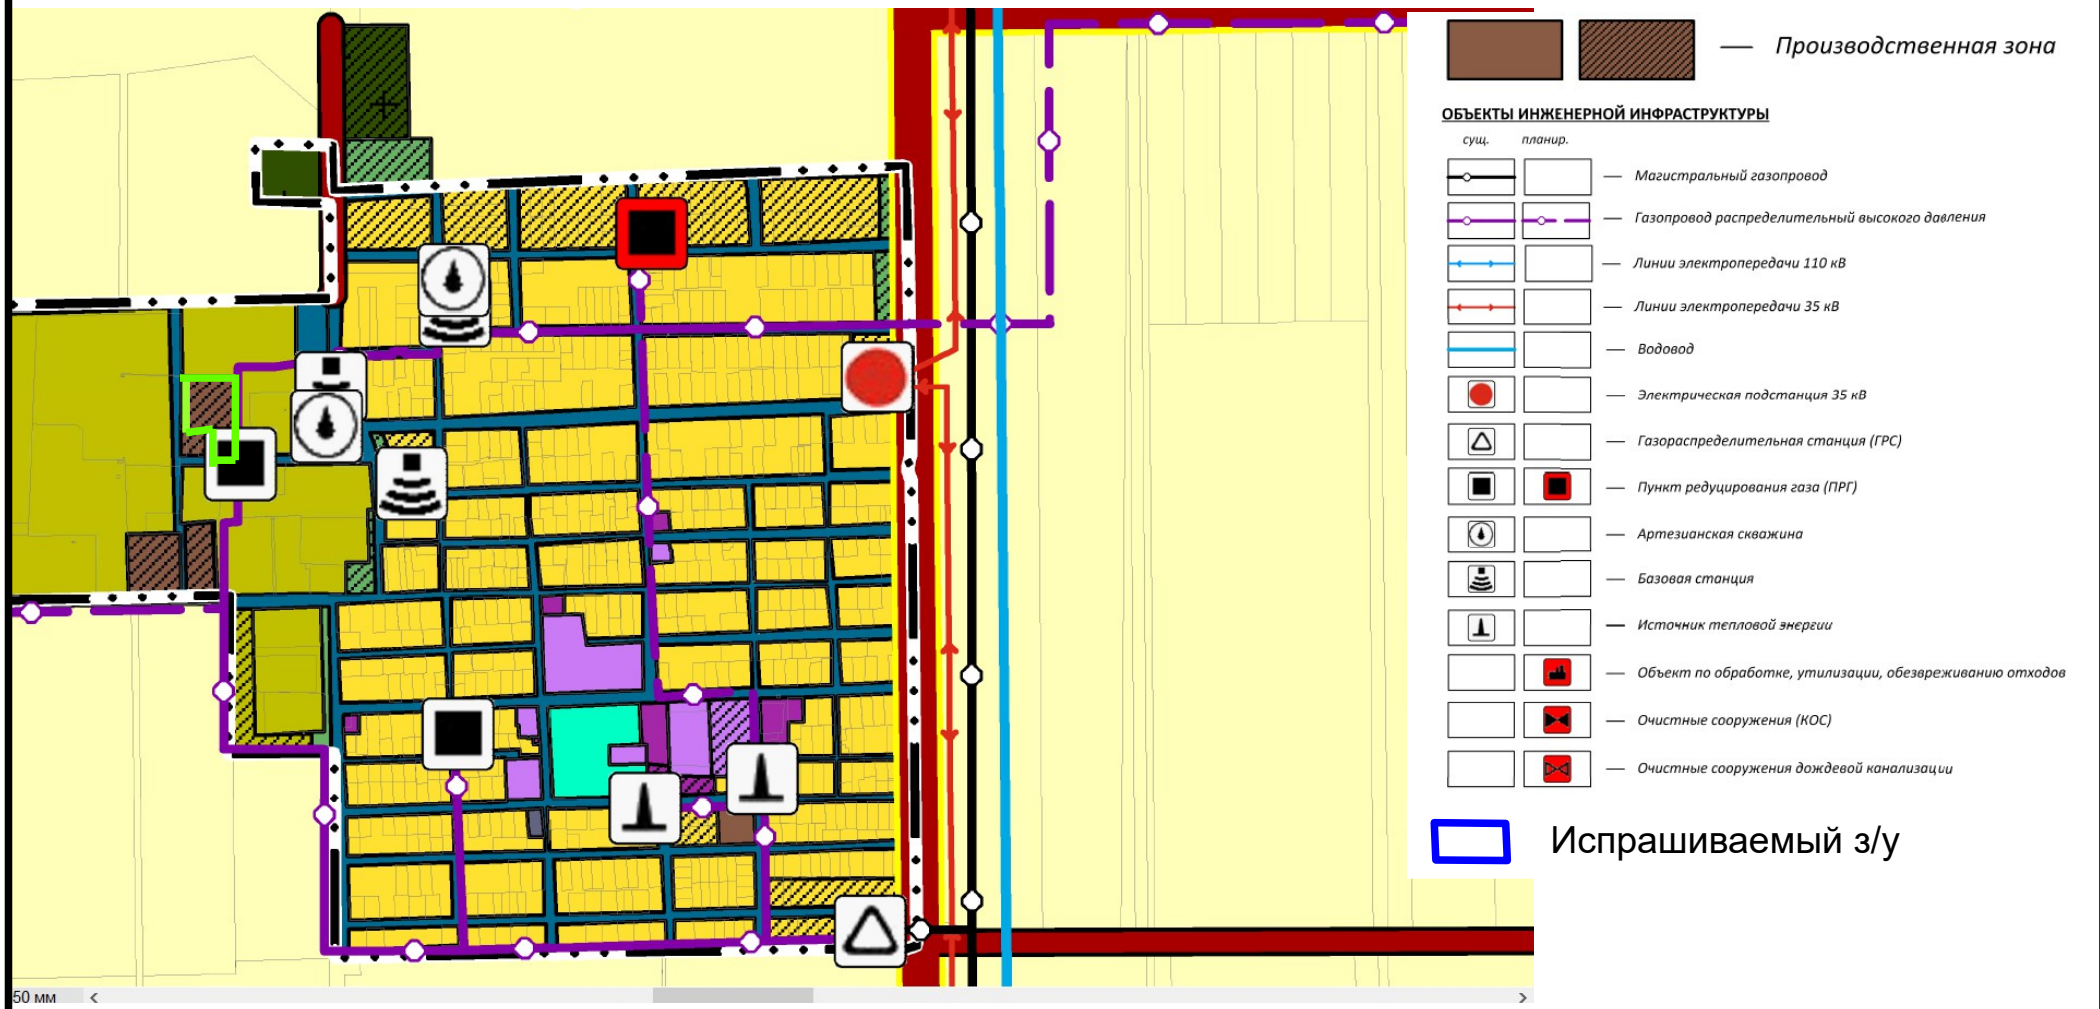 Производственная зона
ОБЪЕКТЫ ИНЖЕНЕРНОЙ ИНФРАСТРУКТУРЫ
сущ. планир.
Магистральный газопровод
Газопровод распределительный высокого давления
Линии электропередачи 110 кВ
Линии электропередачи 35 кВ
Водовод
Электрическая подстанция 35 кВ
Газораспределительная станция (ГРС)
Пункт редуцирования газа (ПРГ)
Артезианская скважина
Базовая станция
Источник тепловой энергии
Объект по обработке, утилизации, обезвреживанию отходов
Очистные сооружения (КОС)
Очистные сооружения дождевой канализации
Испрашиваемый з/у
50 мм